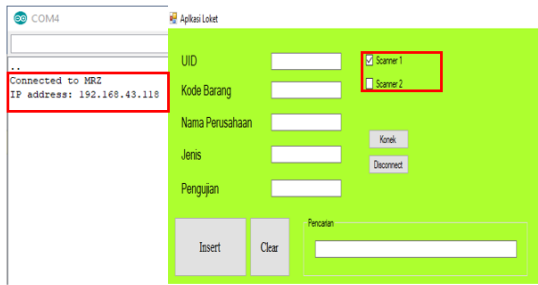 COM4
..
Connected to MRZ
IP address: 192.168.43.118
Aplkasi Loket
UID
Scanner 1
Scanner 2
Kode Barang
Nama Perusahaan
Konek
Jenis
Disconnect
Pengujian
Insert
Clear
Pencarian